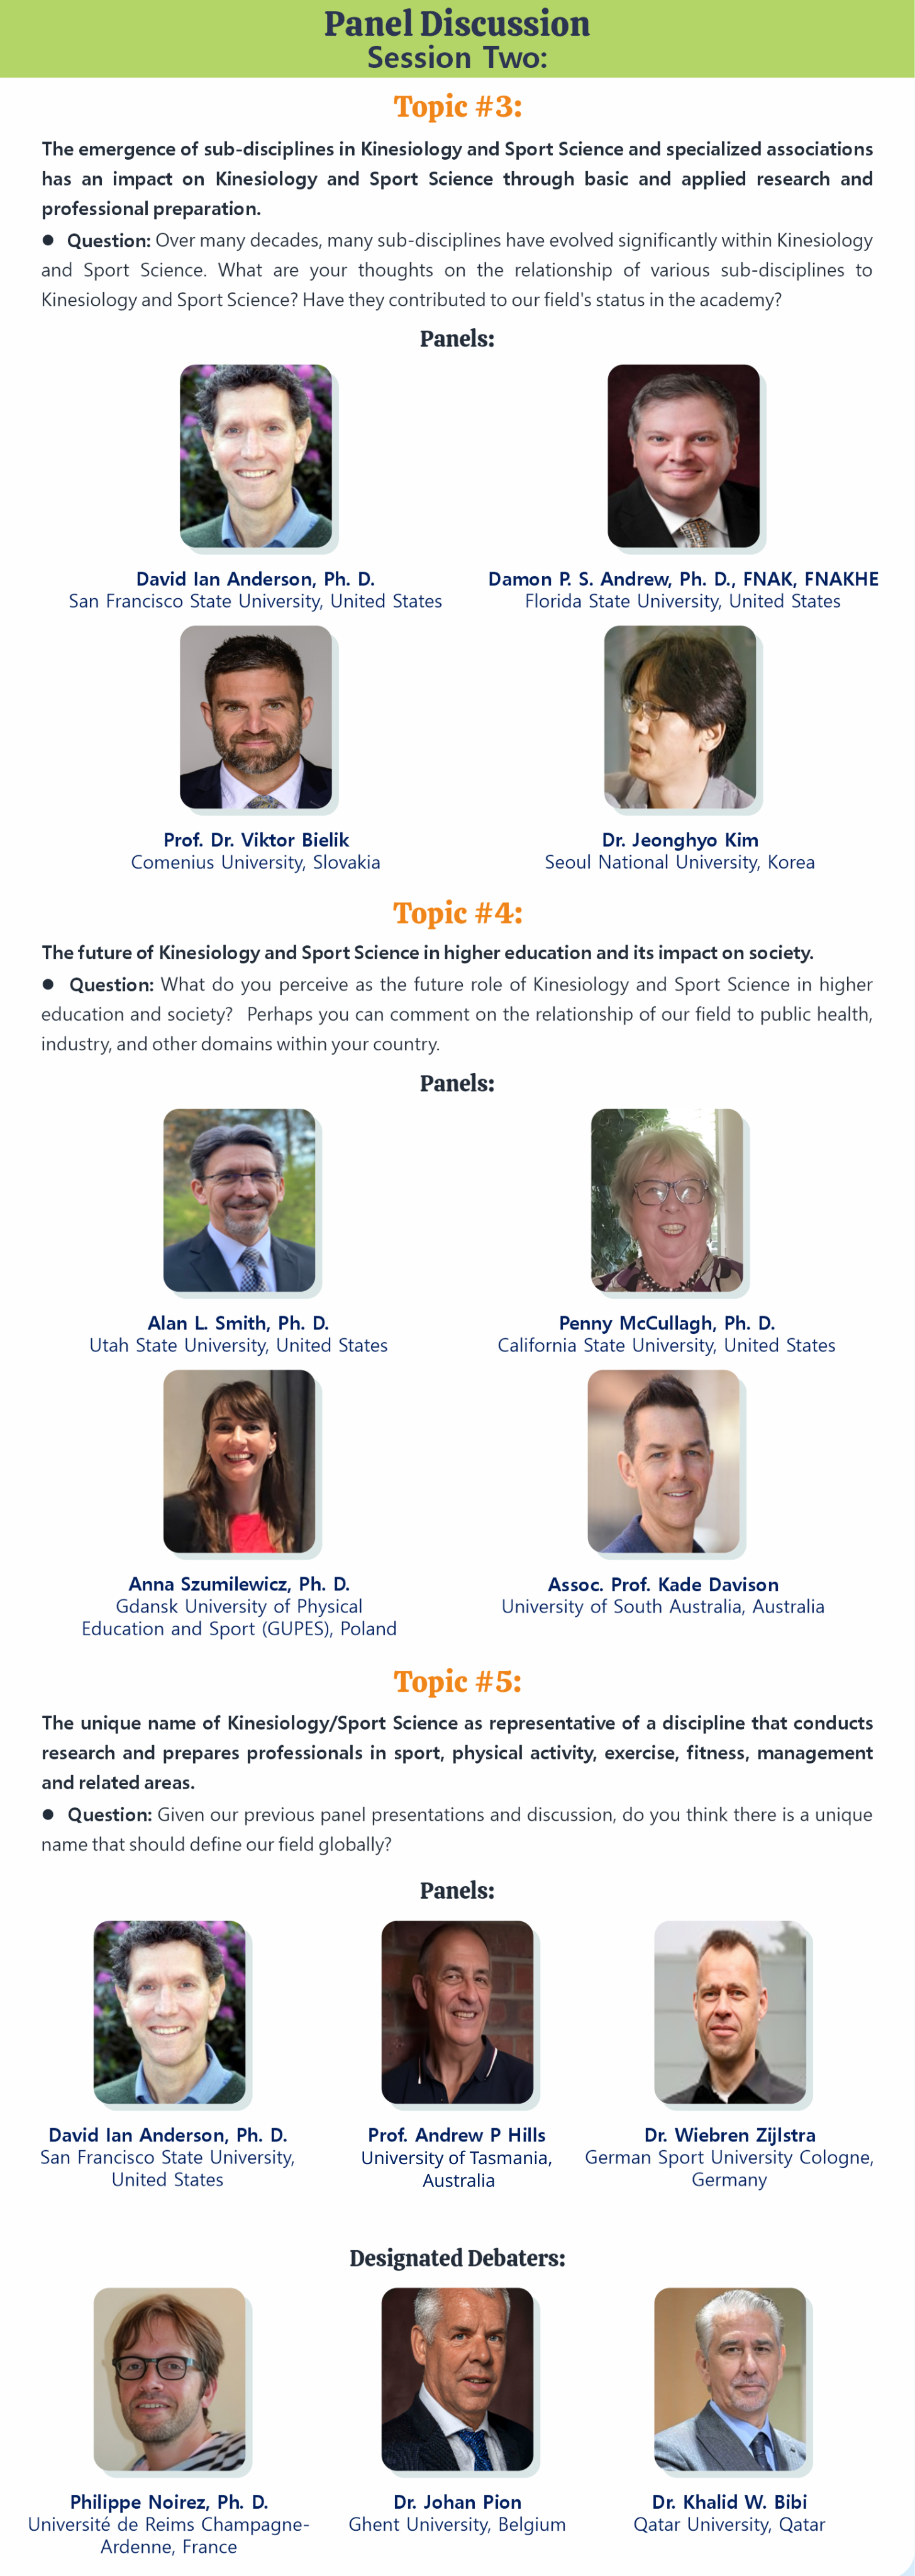 Panel Discussion
Session Two:
Topic #3:
The emergence of sub-disciplines in Kinesiology and Sport Science and specialized associations
has an impact on Kinesiology and Sport Science through basic and applied research and
professional preparation.
● Question: Over many decades, many sub-disciplines have evolved significantly within Kinesiology
and Sport Science. What are your thoughts on the relationship of various sub-disciplines to
Kinesiology and Sport Science? Have they contributed to our field's status in the academy?
Panels:
David Ian Anderson, Ph. D.
San Francisco State University, United States
Damon P. S. Andrew, Ph. D., FNAK, FNAKHE
Florida State University, United States
Prof. Dr. Viktor Bielik
Comenius University, Slovakia
Dr. Jeonghyo Kim
Seoul National University, Korea
Topic #4:
The future of Kinesiology and Sport Science in higher education and its impact on society.
● Question: What do you perceive as the future role of Kinesiology and Sport Science in higher
education and society? Perhaps you can comment on the relationship of our field to public health,
industry, and other domains within your country.
Panels:
Alan L. Smith, Ph. D.
Utah State University, United States
Penny McCullagh, Ph. D.
California State University, United States
Anna Szumilewicz, Ph. D.
Gdansk University of Physical
Education and Sport (GUPES), Poland
Assoc. Prof. Kade Davison
University of South Australia, Australia
Topic #5:
The unique name of Kinesiology/Sport Science as representative of a discipline that conducts
research and prepares professionals in sport, physical activity, exercise, fitness, management
and related areas.
● Question: Given our previous panel presentations and discussion, do you think there is a unique
name that should define our field globally?
Panels:
David Ian Anderson, Ph. D.
San Francisco State University,
United States
Prof. Andrew P Hills
University of Tasmania,
Australia
Dr. Wiebren Zijlstra
German Sport University Cologne,
Germany
Designated Debaters:
Philippe Noirez, Ph. D.
Université de Reims Champagne-
Ardenne, France
Dr. Johan Pion
Ghent University, Belgium
Dr. Khalid W. Bibi
Qatar University, Qatar